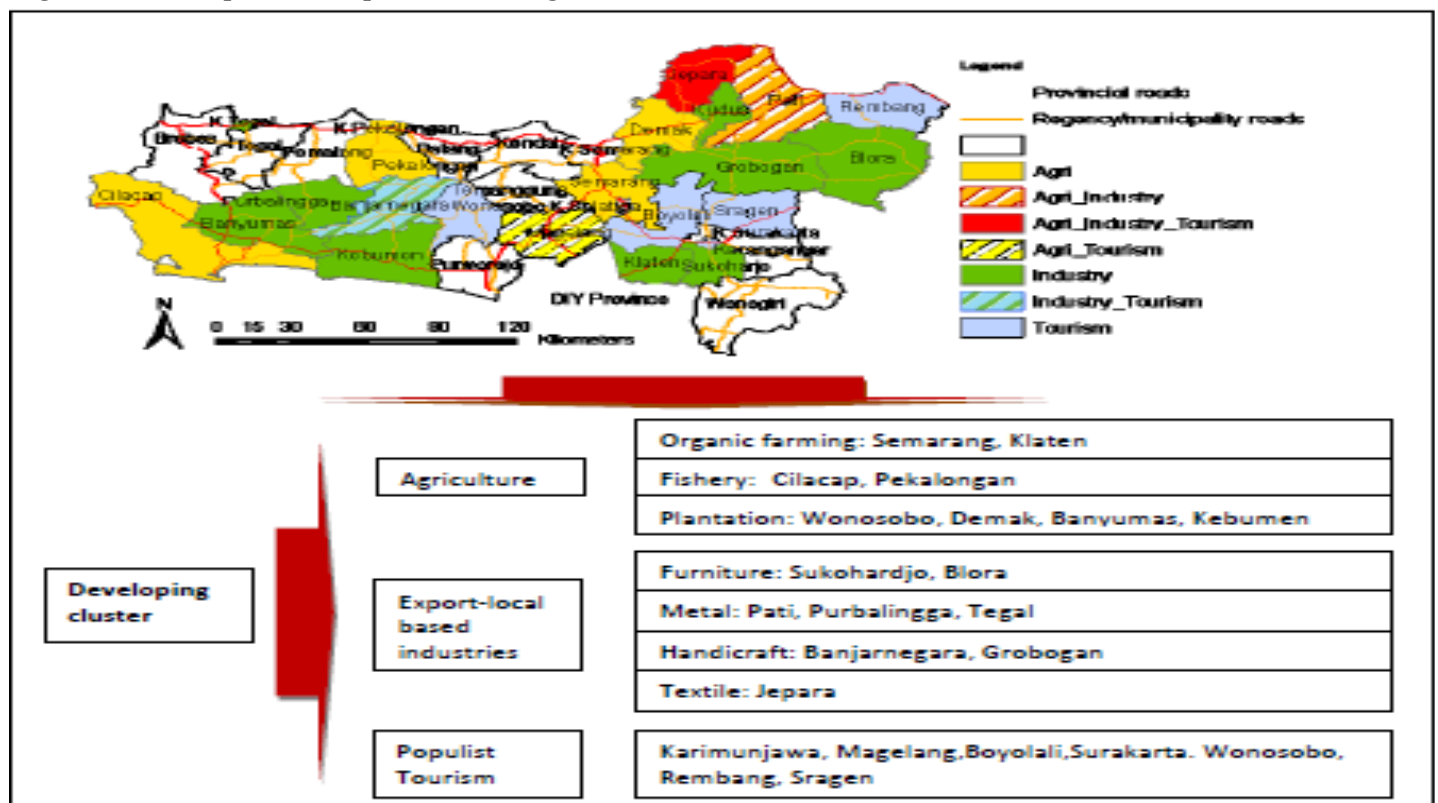 Legend
Provincial roads
Regency/municipality roads
Agri
Agri_Industry
Agri_Industry_Tourism
Agri_Tourism
Industry
Industry_Tourism
Tourism
Jepara
Kudus
Pati
Rembang
Demak
Blora
Grobogan
K.Pekalongan
Brebes
Tegal
Pemalang
Kendal
Semarang
Cilacap
Purbalingga
Banjarnegara
Banyumas
Kebumen
Purworejo
Boyolali
Sragen
K.Surakarta
Karanganyar
Klaten
Sukoharjo
Wonogiri
DIY Province
N
0 15 30 60 90 120
Kilometers
Developing
cluster
Agriculture
Organic farming: Semarang, Klaten
Fishery: Cilacap, Pekalongan
Plantation: Wonosobo, Demak, Banyumas, Kebumen
Export-local
based
industries
Furniture: Sukohardjo, Blora
Metal: Pati, Purbalingga, Tegal
Handicraft: Banjarnegara, Grobogan
Textile: Jepara
Populist
Tourism
Karimunjawa, Magelang,Boyolali,Surakarta. Wonosobo,
Rembang, Sragen